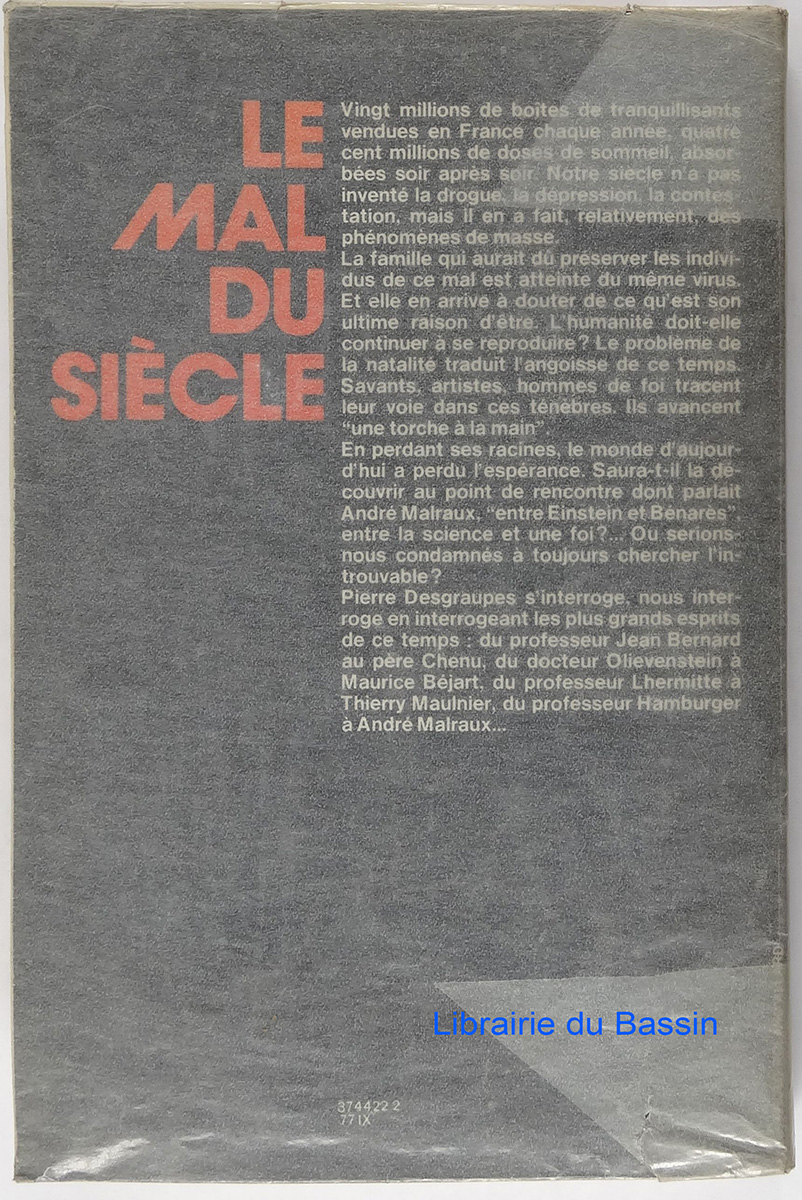 LE
MAL
DU
SIÈCLE
Vingt millions de boîtes de tranquillisants
vendues en France chaque année, quatre
cent millions de doses de sommeil, absor-
bées soir après soir. Notre siècle n'a pas
inventé la drogue, la dépression, la contes-
tation, mais il en a fait, relativement, des
phénomènes de masse.
La famille qui aurait dû préserver les indivi-
dus de ce mal est atteinte du même virus.
Et elle en arrive à douter de ce qu'est son
ultime raison d'être. L'humanité doit-elle
continuer à se reproduire? Le problème de
la natalité traduit l'angoisse de ce temps.
Savants, artistes, hommes de foi tracent
leur voie dans ces ténèbres. Ils avancent
"une torche à la main".
En perdant ses racines, le monde d'aujour-
d'hui a perdu l'espérance. Saura-t-il la dé-
couvrir au point de rencontre dont parlait
André Malraux, "entre Einstein et Bénarès",
entre la science et une foi?... Ou serions-
nous condamnés à toujours chercher l'in-
trouvable?
Pierre Desgraupes s'interroge, nous inter-
roge en interrogeant les plus grands esprits
de ce temps : du professeur Jean Bernard
au père Chenu, du docteur Olievenstein à
Maurice Béjart, du professeur Lhermitte à
Thierry Maulnier, du professeur Hamburger
à André Malraux...
Librairie du Bassin
374422 2
77 IX